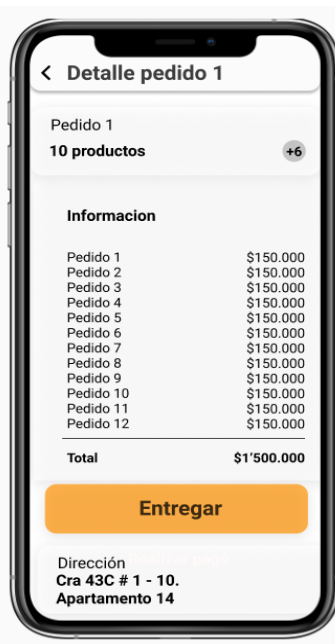 Detalle pedido 1
Pedido 1
10 productos +6
Informacion
Pedido 1 $150.000
Pedido 2 $150.000
Pedido 3 $150.000
Pedido 4 $150.000
Pedido 5 $150.000
Pedido 6 $150.000
Pedido 7 $150.000
Pedido 8 $150.000
Pedido 9 $150.000
Pedido 10 $150.000
Pedido 11 $150.000
Pedido 12 $150.000
Total $1'500.000
Entregar
Dirección
Cra 43C # 1 - 10.
Apartamento 14